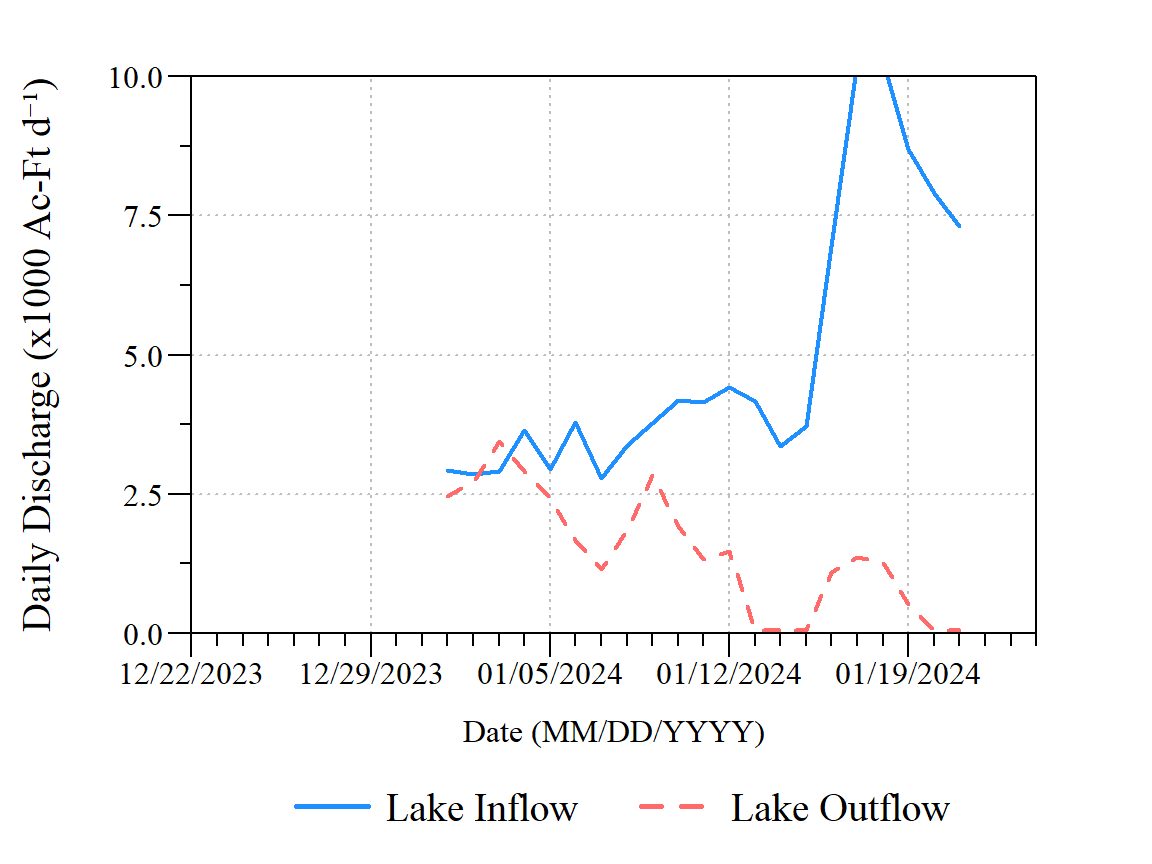 Daily Discharge (x1000 Ac-Ft d⁻¹)
10.0
7.5
5.0
2.5
0.0
12/22/2023 12/29/2023 01/05/2024 01/12/2024 01/19/2024
Date (MM/DD/YYYY)
Lake Inflow Lake Outflow